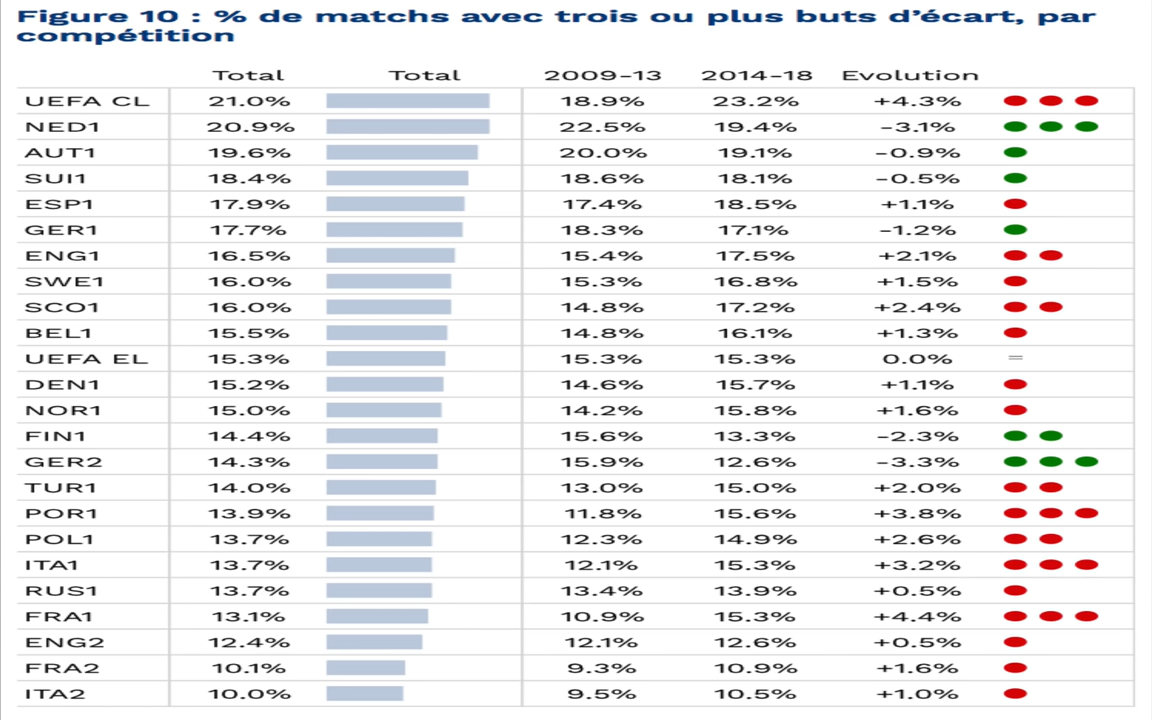 Figure 10 : % de matchs avec trois ou plus buts d'écart, par
compétition
Total Total 2009-13 2014-18 Evolution
UEFA CL 21.0% 18.9% 23.2% +4.3%
NED1 20.9% 22.5% 19.4% -3.1%
AUT1 19.6% 20.0% 19.1% -0.9%
SUI1 18.4% 18.6% 18.1% -0.5%
ESP1 17.9% 17.4% 18.5% +1.1%
GER1 17.7% 18.3% 17.1% -1.2%
ENG1 16.5% 15.4% 17.5% +2.1%
SWE1 16.0% 15.3% 16.8% +1.5%
SCO1 16.0% 14.8% 17.2% +2.4%
BEL1 15.5% 14.8% 16.1% +1.3%
UEFA EL 15.3% 15.3% 15.3% 0.0% =
DEN1 15.2% 14.6% 15.7% +1.1%
NOR1 15.0% 14.2% 15.8% +1.6%
FIN1 14.4% 15.6% 13.3% -2.3%
GER2 14.3% 15.9% 12.6% -3.3%
TUR1 14.0% 13.0% 15.0% +2.0%
POR1 13.9% 11.8% 15.6% +3.8%
POL1 13.7% 12.3% 14.9% +2.6%
ITA1 13.7% 12.1% 15.3% +3.2%
RUS1 13.7% 13.4% 13.9% +0.5%
FRA1 13.1% 10.9% 15.3% +4.4%
ENG2 12.4% 12.1% 12.6% +0.5%
FRA2 10.1% 9.3% 10.9% +1.6%
ITA2 10.0% 9.5% 10.5% +1.0%